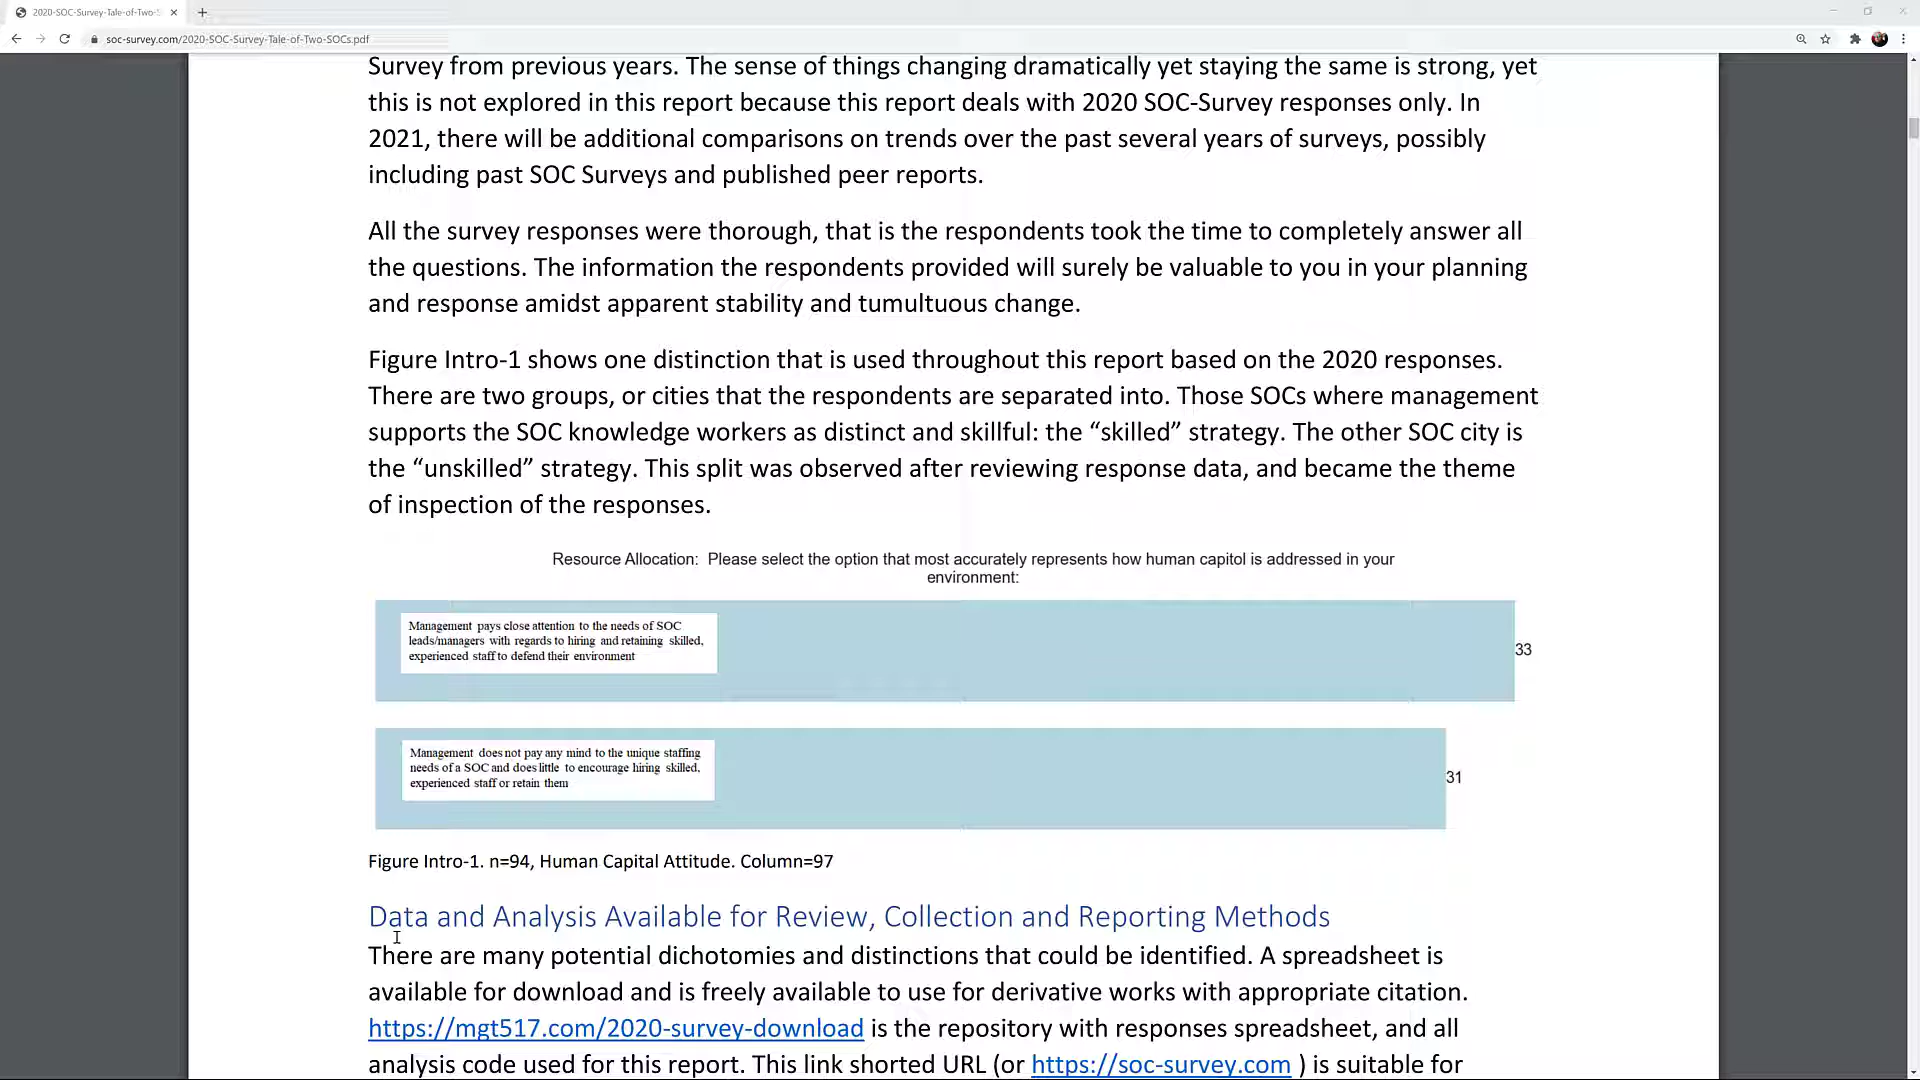 2020-SOC-Survey-Tale-of-Two-S
soc-survey.com/2020-SOC-Survey-Tale-of-Two-SOCs.pdf
Survey from previous years. The sense of things changing dramatically yet staying the same is strong, yet
this is not explored in this report because this report deals with 2020 SOC-Survey responses only. In
2021, there will be additional comparisons on trends over the past several years of surveys, possibly
including past SOC Surveys and published peer reports.
All the survey responses were thorough, that is the respondents took the time to completely answer all
the questions. The information the respondents provided will surely be valuable to you in your planning
and response amidst apparent stability and tumultuous change.
Figure Intro-1 shows one distinction that is used throughout this report based on the 2020 responses.
There are two groups, or cities that the respondents are separated into. Those SOCs where management
supports the SOC knowledge workers as distinct and skillful: the “skilled” strategy. The other SOC city is
the “unskilled” strategy. This split was observed after reviewing response data, and became the theme
of inspection of the responses.
Resource Allocation:  Please select the option that most accurately represents how human capitol is addressed in your
environment:
Management pays close attention to the needs of SOC
leads/managers with regards to hiring and retaining skilled,
experienced staff to defend their environment
33
Management does not pay any mind to the unique staffing
needs of a SOC and does little to encourage hiring skilled,
experienced staff or retain them
31
Figure Intro-1. n=94, Human Capital Attitude. Column=97
Data and Analysis Available for Review, Collection and Reporting Methods
There are many potential dichotomies and distinctions that could be identified. A spreadsheet is
available for download and is freely available to use for derivative works with appropriate citation.
https://mgt517.com/2020-survey-download is the repository with responses spreadsheet, and all
analysis code used for this report. This link shorted URL (or https://soc-survey.com ) is suitable for